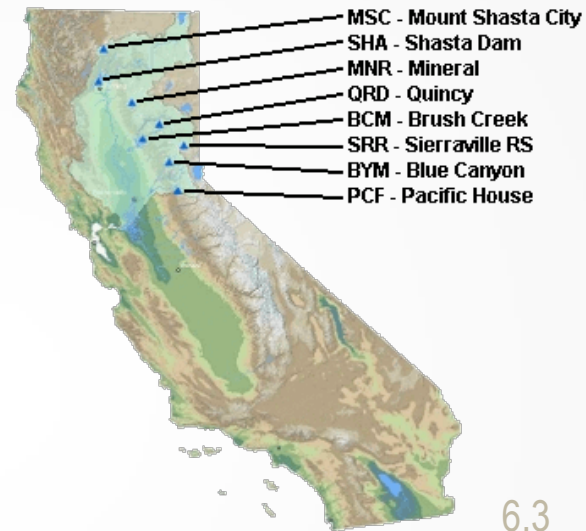 MSC - Mount Shasta City
SHA - Shasta Dam
MNR - Mineral
QRD - Quincy
BCM - Brush Creek
SRR - Sierraville RS
BYM - Blue Canyon
PCF - Pacific House
6.3